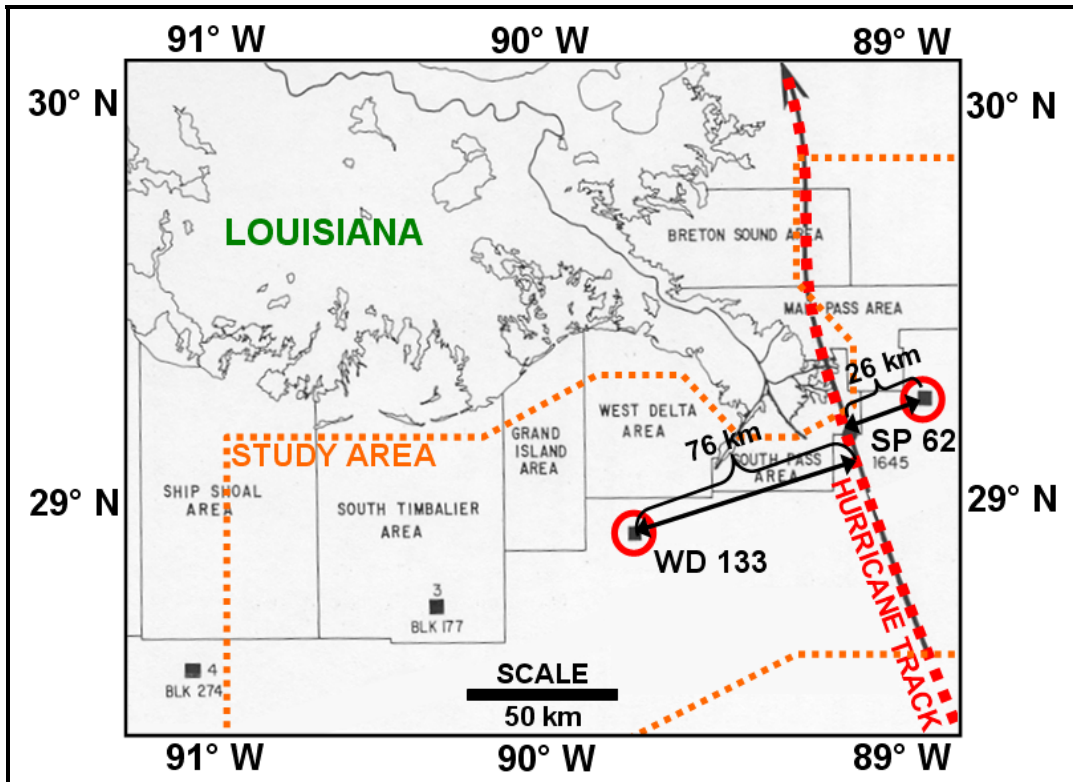 91° W 90° W 89° W
30° N 30° N
LOUISIANA
BRETON SOUND AREA
MAIN PASS AREA
26 km
WEST DELTA
AREA
SP 62
76 km
GRAND
ISLAND
AREA
STUDY AREA
SOUTH PASS
AREA
1645
29° N 29° N
SHIP SHOAL
AREA
SOUTH TIMBALIER
AREA
HURRICANE TRACK
WD 133
3
BLK 177
4
BLK 274
SCALE
50 km
91° W 90° W 89° W